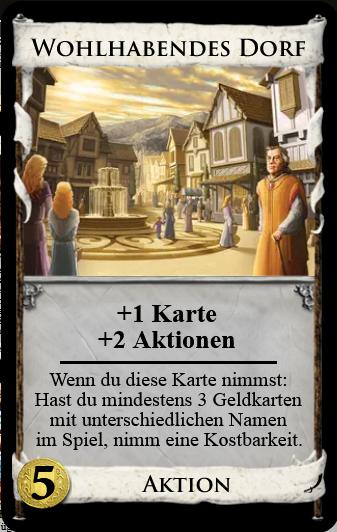 Wohlhabendes Dorf
+1 Karte
+2 Aktionen
Wenn du diese Karte nimmst:
Hast du mindestens 3 Geldkarten
mit unterschiedlichen Namen
im Spiel, nimm eine Kostbarkeit.
5
Aktion